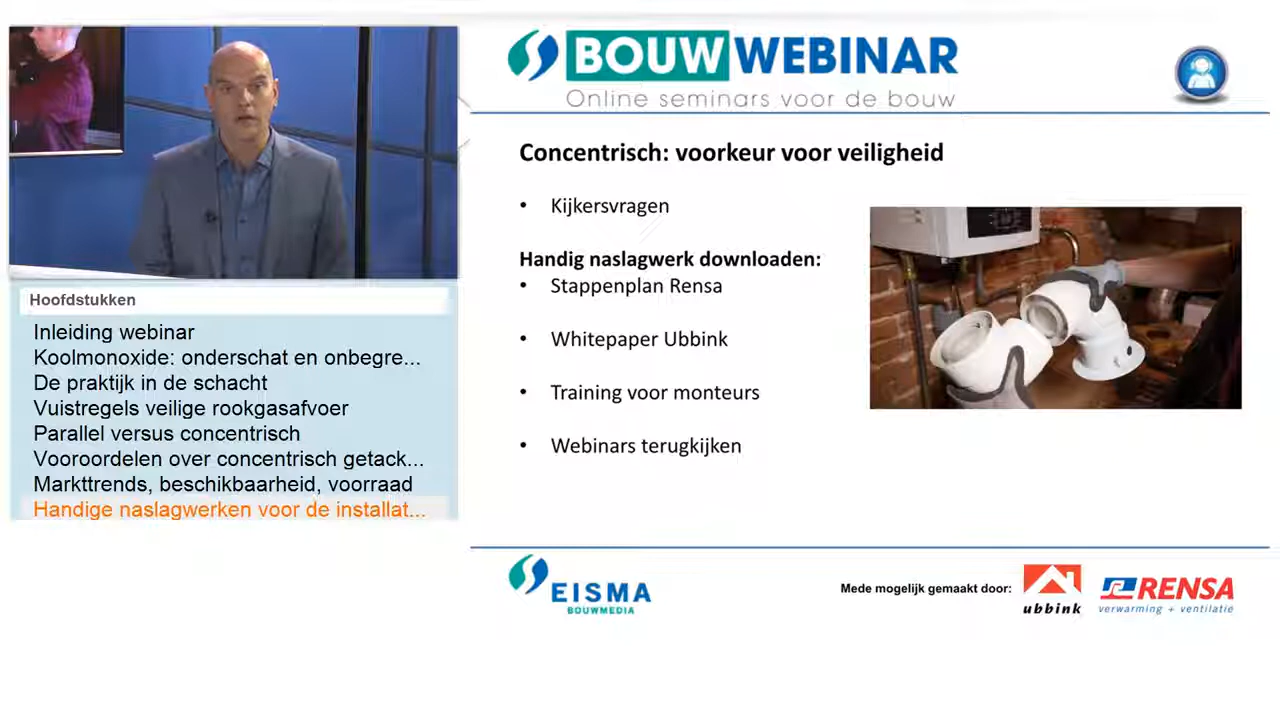 BOUWWEBINAR
Online seminars voor de bouw
Concentrisch: voorkeur voor veiligheid
• Kijkersvragen
Handig naslagwerk downloaden:
• Stappenplan Rensa
• Whitepaper Ubbink
• Training voor monteurs
• Webinars terugkijken
Hoofdstukken
Inleiding webinar
Koolmonoxide: onderschat en onbegre...
De praktijk in de schacht
Vuistregels veilige rookgasafvoer
Parallel versus concentrisch
Vooroordelen over concentrisch getack...
Markttrends, beschikbaarheid, voorraad
Handige naslagwerken voor de installat...
EISMA
BOUWMEDIA
Mede mogelijk gemaakt door:
ubbink
RENSA
verwarming + ventilatie